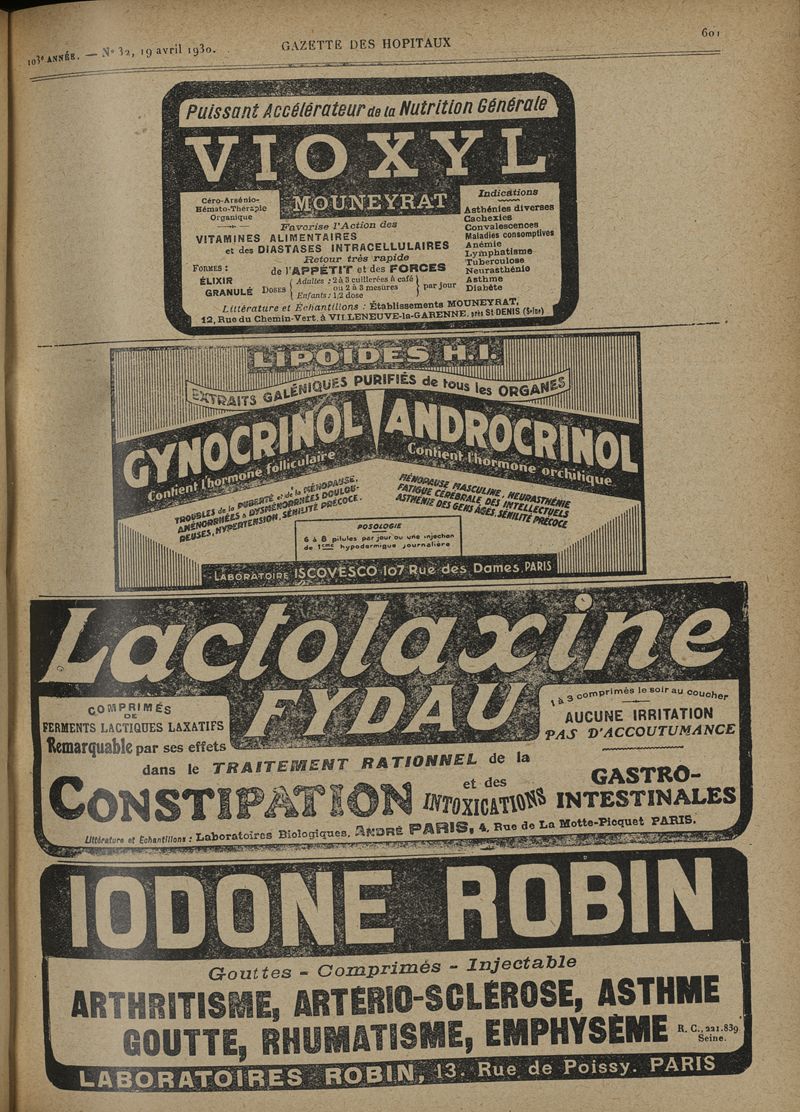 103e ANNÉE. — No 32, 19 avril 1930.
GAZETTE DES HOPITAUX
601
Puissant Accélérateur de la Nutrition Générale
VIOXYL
MOUNEYRAT
Céro-Arsénio-
Hémato-Thérapie
Organique
Favorise l'Action des
VITAMINES ALIMENTAIRES
et des DIASTASES INTRACELLULAIRES
Retour très rapide
de l'APPÉTIT et des FORCES
Indications
Asthénies diverses
Cachexies
Convalescences
Maladies consomptives
Anémie
Lymphatisme
Tuberculose
Neurasthénie
Asthme
Diabète
FORMES :
ÉLIXIR
GRANULÉ
DOSES
Adultes : 2 à 3 cuillerées à café
ou 2 à 3 mesures
par jour
Enfants : 1/2 dose
Littérature et Échantillons : Établissements MOUNEYRAT,
12, Rue du Chemin-Vert, à VILLENEUVE-la-GARENNE, près St DENIS (Seine)
LIPOÏDES H.I.
EXTRAITS GALÉNIQUES PURIFIÉS de tous les ORGANES
GYNOCRINOL
Contient l'hormone folliculaire
ANDROCRINOL
Contient l'hormone orchitique
TROUBLES de la PUBERTÉ et de la MÉNOPAUSE.
AMÉNORRHÉES & DYSMÉNORRHÉES DOULOU-
REUSES, HYPERTENSION, SÉNILITÉ PRÉCOCE.
MÉNOPAUSE MASCULINE, NEURASTHÉNIE
FATIGUE CÉRÉBRALE DES INTELLECTUELS
ASTHÉNIE DES GENS ÂGÉS, SÉNILITÉ PRÉCOCE
POSOLOGIE
6 à 8 pilules par jour ou une injection
de 1cmc hypodermique journalière
LABORATOIRE ISCOVESCO 107 Rue des Dames, PARIS
Lactolaxine
FYDAU
COMPRIMÉS
DE
FERMENTS LACTIQUES LAXATIFS
Remarquable par ses effets
1 à 3 comprimés le soir au coucher
AUCUNE IRRITATION
PAS D'ACCOUTUMANCE
dans le TRAITEMENT RATIONNEL de la
CONSTIPATION
et des
INTOXICATIONS
GASTRO-
INTESTINALES
Littérature et Echantillons : Laboratoires Biologiques, ANDRÉ PARIS, 4, Rue de La Motte-Picquet PARIS.
IODONE ROBIN
Gouttes - Comprimés - Injectable
ARTHRITISME, ARTÉRIO-SCLÉROSE, ASTHME
GOUTTE, RHUMATISME, EMPHYSÈME
R. C., 221.839
Seine.
LABORATOIRES ROBIN, 13, Rue de Poissy. PARIS